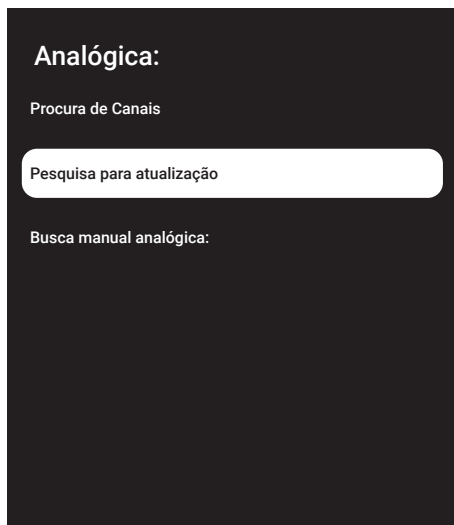 Analógica:
Procura de Canais
Pesquisa para atualização
Busca manual analógica: